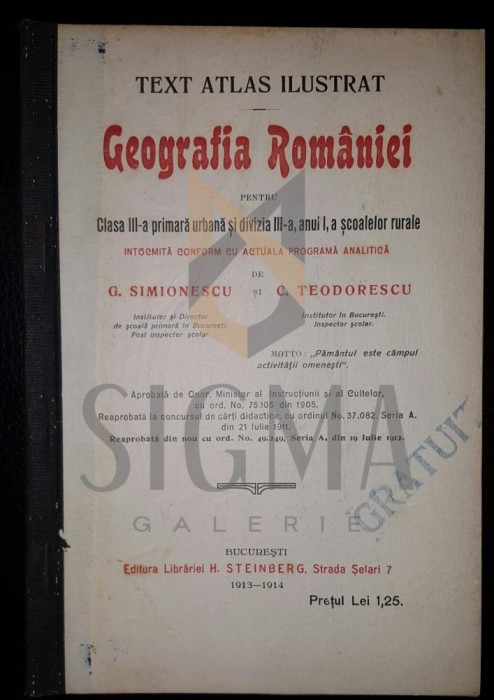 TEXT ATLAS ILUSTRAT
Geografia României
PENTRU
Clasa III-a primară urbană și divizia III-a, anul I, a școalelor rurale
INTOCMITĂ CONFORM CU ACTUALA PROGRAMĂ ANALITICĂ
DE
G. SIMIONESCU ȘI C. TEODORESCU
Institutor și Director
de școală primară în București.
Fost inspector școlar.
Institutor în București.
Inspector școlar.
MOTTO: „Pământul este câmpul
activității omenești“.
Aprobată de Onor. Minister al Instrucțiunii și al Cultelor,
cu ord. No. 75.105 din 1905.
Reaprobată la concursul de cărți didactice, cu ordinul No. 37.082, Seria A.
din 21 Iulie 1911.
Reaprobată din nou cu ord. No. 49.249, Seria A, din 19 Iulie 1912.
SIGMA
GALERIE
GRATUIT
BUCUREȘTI
Editura Librăriei H. STEINBERG, Strada Șelari 7
1913—1914
Prețul Lei 1,25.